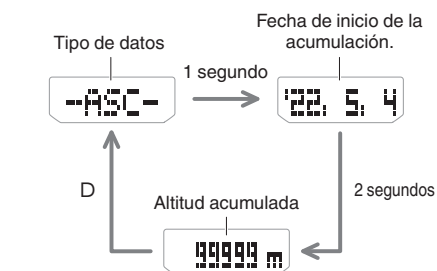 Fecha de inicio de la
acumulación.
Tipo de datos
1 segundo
--ASC-
'22. 5. 4
D
2 segundos
Altitud acumulada
99999 m